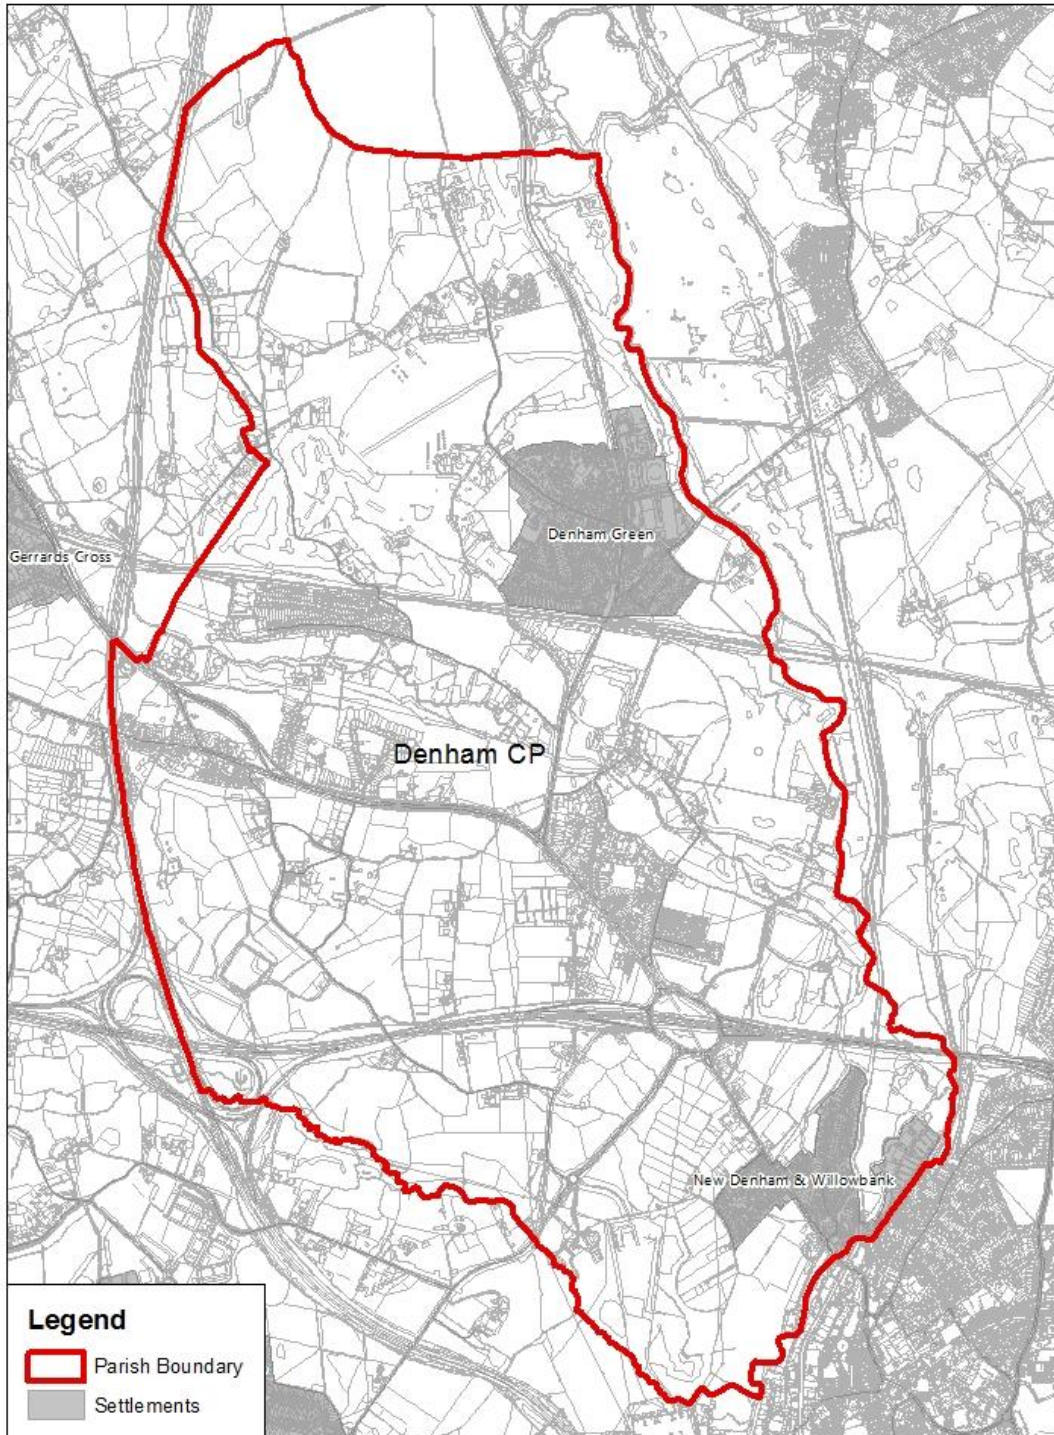 Denham Green
Gerrards Cross
Denham CP
New Denham & Willowbank
Legend
Parish Boundary
Settlements